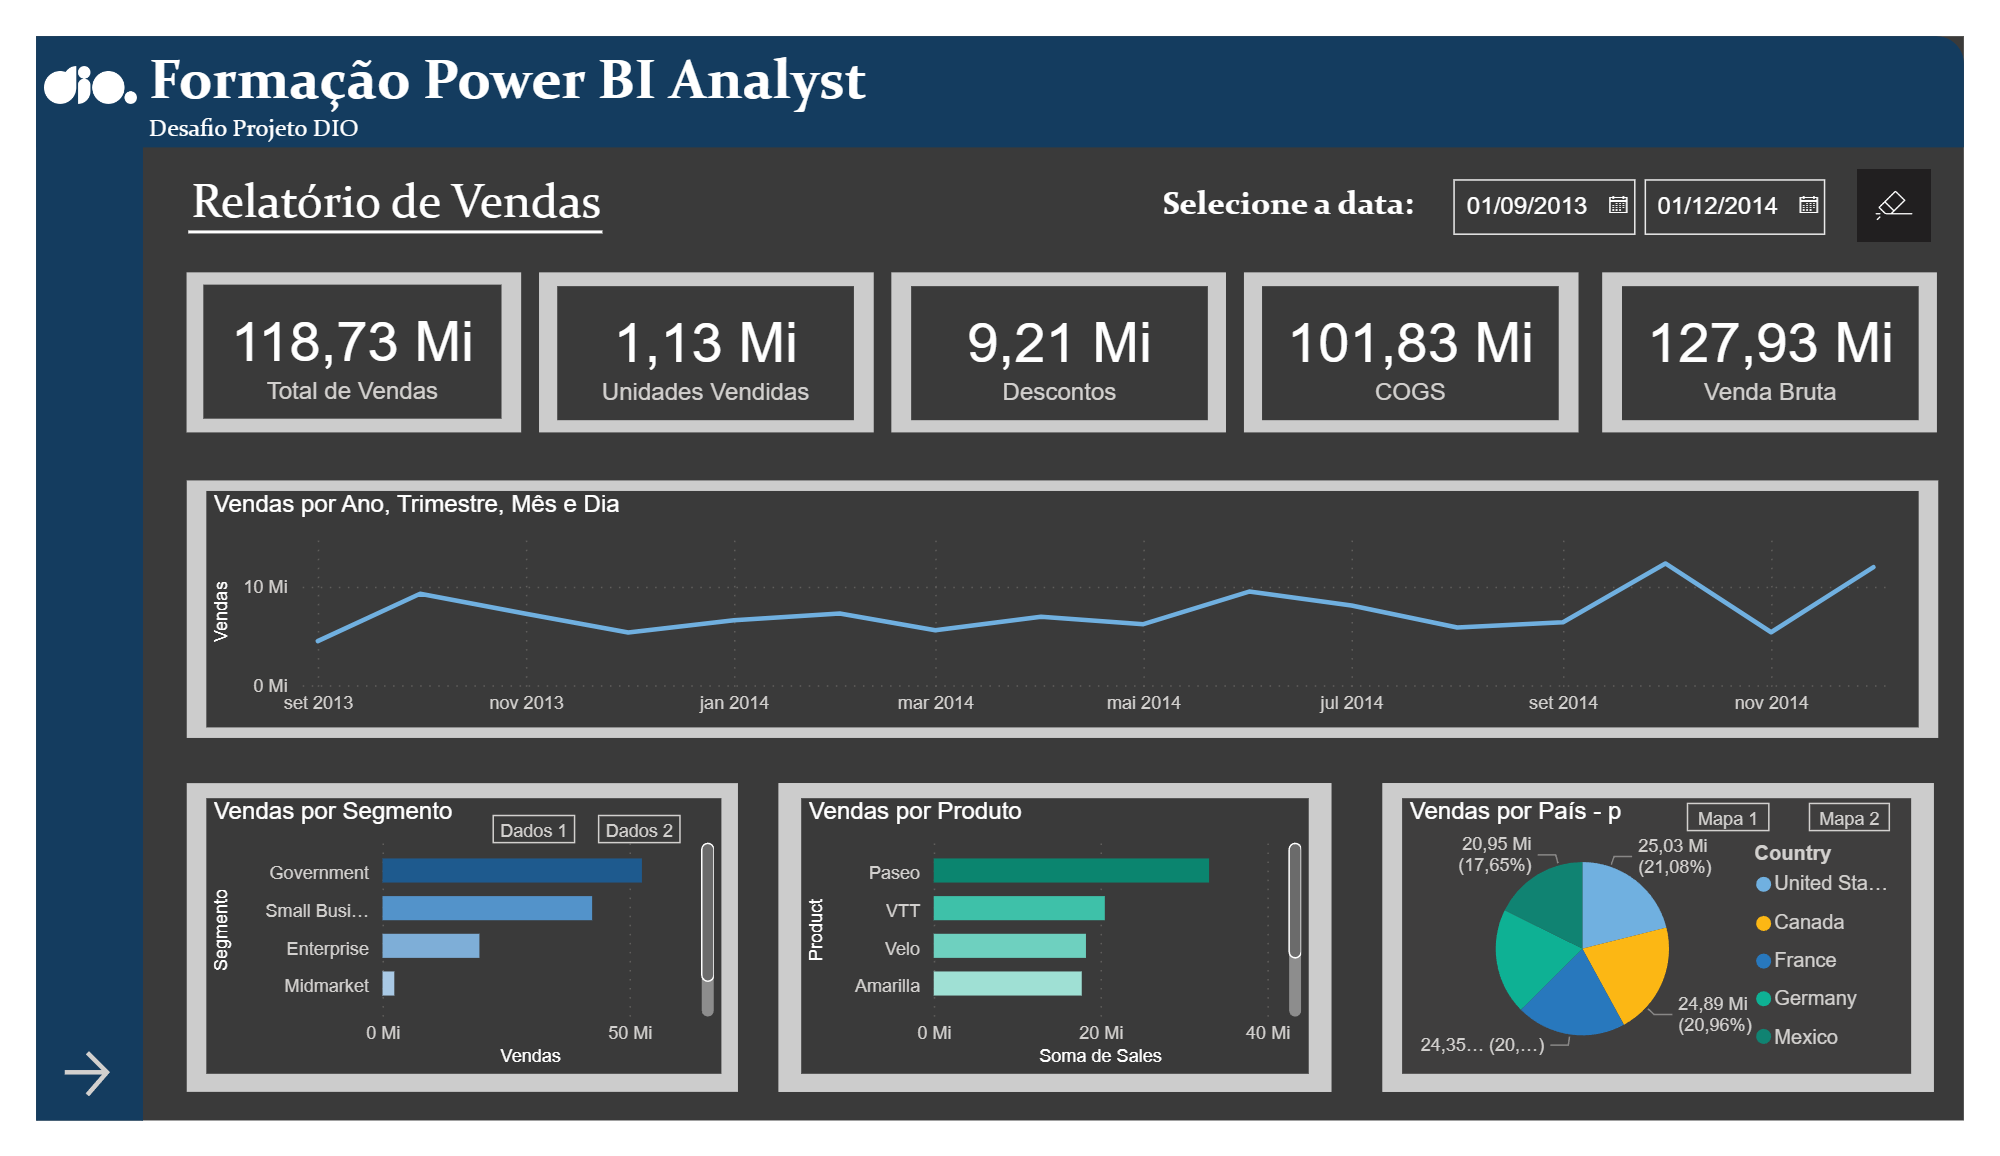 dio. Formação Power BI Analyst
Desafio Projeto DIO
Relatório de Vendas
Selecione a data:
01/09/2013
01/12/2014
118,73 Mi
Total de Vendas
1,13 Mi
Unidades Vendidas
9,21 Mi
Descontos
101,83 Mi
COGS
127,93 Mi
Venda Bruta
Vendas por Ano, Trimestre, Mês e Dia
Vendas
10 Mi
0 Mi
set 2013
nov 2013
jan 2014
mar 2014
mai 2014
jul 2014
set 2014
nov 2014
Vendas por Segmento
Dados 1
Dados 2
Segmento
Government
Small Busi...
Enterprise
Midmarket
0 Mi
50 Mi
Vendas
Vendas por Produto
Product
Paseo
VTT
Velo
Amarilla
0 Mi
20 Mi
40 Mi
Soma de Sales
Vendas por País - p
Mapa 1
Mapa 2
20,95 Mi
(17,65%)
25,03 Mi
(21,08%)
24,89 Mi
(20,96%)
24,35... (20,...)
Country
United Sta...
Canada
France
Germany
Mexico